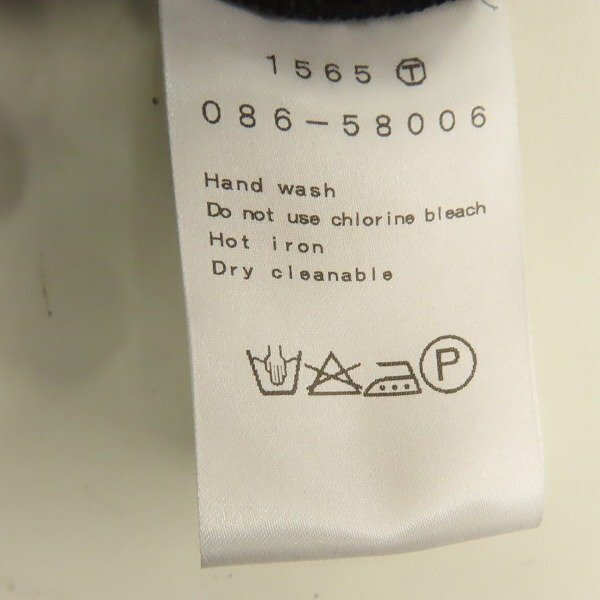 1565 Ⓣ
086-58006
Hand wash
Do not use chlorine bleach
Hot iron
Dry cleanable
P